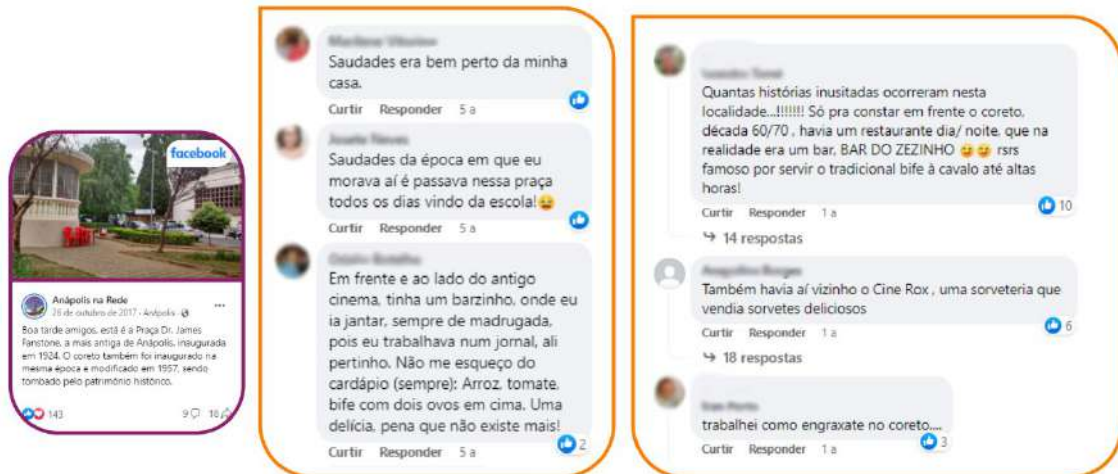 facebook
Anápolis na Rede
26 de outubro de 2017 · Anápolis ·
Boa tarde amigos, está é a Praça Dr. James
Fanstone, a mais antiga de Anápolis, inaugurada
em 1924. O coreto também foi inaugurado na
mesma época e modificado em 1957, sendo
tombado pelo patrimônio histórico.
143 9 18
Saudades era bem perto da minha
casa.
Curtir Responder 5 a
Saudades da época em que eu
morava aí é passava nessa praça
todos os dias vindo da escola!
Curtir Responder 5 a
Em frente e ao lado do antigo
cinema, tinha um barzinho, onde eu
ia jantar, sempre de madrugada,
pois eu trabalhava num jornal, ali
pertinho. Não me esqueço do
cardápio (sempre): Arroz, tomate,
bife com dois ovos em cima. Uma
delícia, pena que não existe mais!
2
Curtir Responder 5 a
Quantas histórias inusitadas ocorreram nesta
localidade...!!!!!!! Só pra constar em frente o coreto,
década 60/70 , havia um restaurante dia/ noite, que na
realidade era um bar, BAR DO ZEZINHO rsrs
famoso por servir o tradicional bife à cavalo até altas
horas!
10
Curtir Responder 1 a
14 respostas
Também havia aí vizinho o Cine Rox , uma sorveteria que
vendia sorvetes deliciosos
6
Curtir Responder 1 a
18 respostas
trabalhei como engraxate no coreto....
3
Curtir Responder 1 a